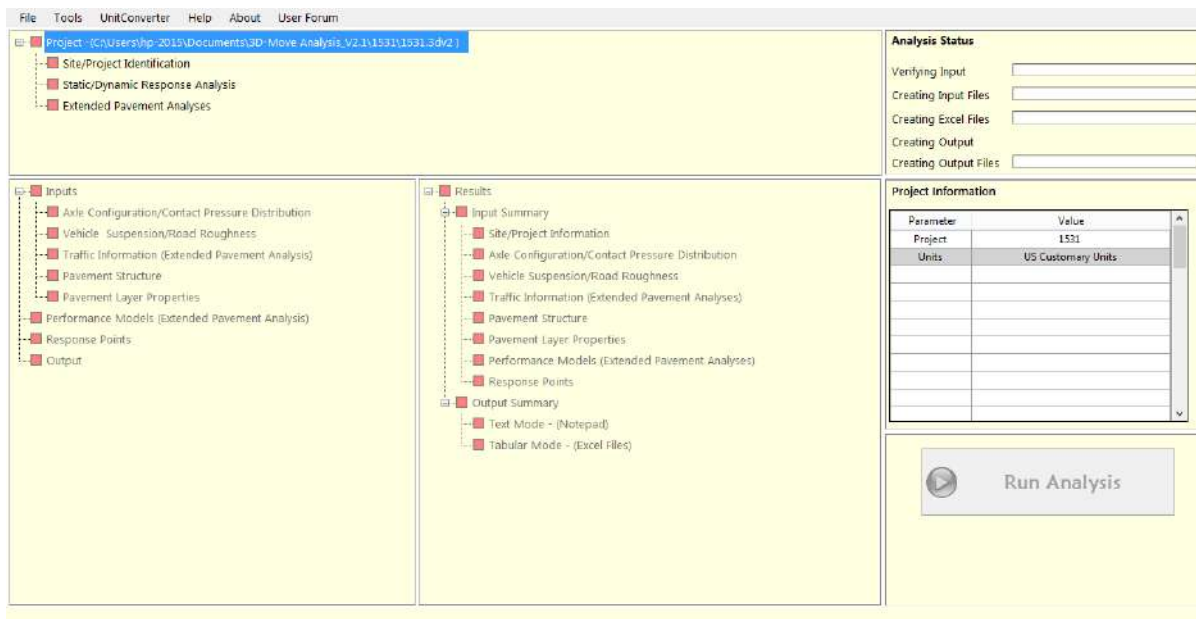 File Tools UnitConverter Help About User Forum
Project -(C:\Users\hp-2015\Documents\3D-Move Analysis_V2.1\1531\1531.3dv2 )
Site/Project Identification
Static/Dynamic Response Analysis
Extended Pavement Analyses
Analysis Status
Verifying Input
Creating Input Files
Creating Excel Files
Creating Output
Creating Output Files
Inputs
Axle Configuration/Contact Pressure Distribution
Vehicle Suspension/Road Roughness
Traffic Information (Extended Pavement Analysis)
Pavement Structure
Pavement Layer Properties
Performance Models (Extended Pavement Analysis)
Response Points
Output
Results
Input Summary
Site/Project Information
Axle Configuration/Contact Pressure Distribution
Vehicle Suspension/Road Roughness
Traffic Information (Extended Pavement Analyses)
Pavement Structure
Pavement Layer Properties
Performance Models (Extended Pavement Analyses)
Response Points
Output Summary
Text Mode - (Notepad)
Tabular Mode - (Excel Files)
Project Information
Parameter Value
Project 1531
Units US Customary Units
Run Analysis